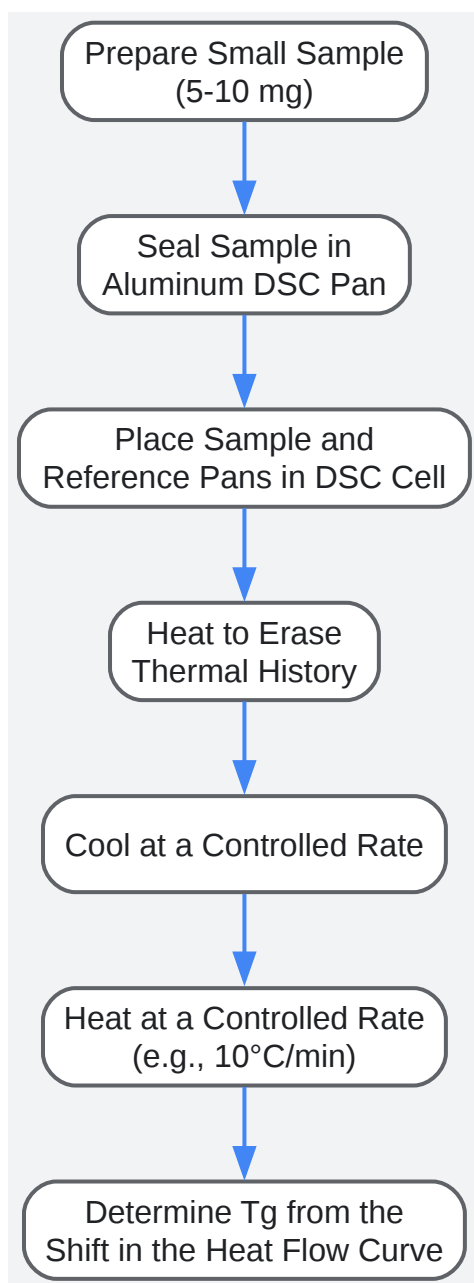 Prepare Small Sample
(5-10 mg)
Seal Sample in
Aluminum DSC Pan
Place Sample and
Reference Pans in DSC Cell
Heat to Erase
Thermal History
Cool at a Controlled Rate
Heat at a Controlled Rate
(e.g., 10°C/min)
Determine Tg from the
Shift in the Heat Flow Curve